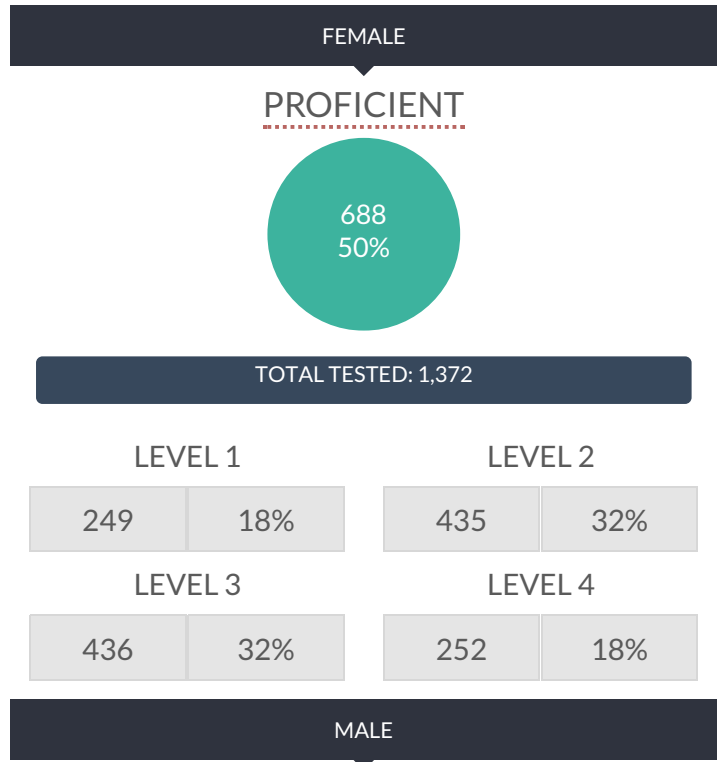 FEMALE
PROFICIENT
688
50%
TOTAL TESTED: 1,372
LEVEL 1
249 18%
LEVEL 2
435 32%
LEVEL 3
436 32%
LEVEL 4
252 18%
MALE